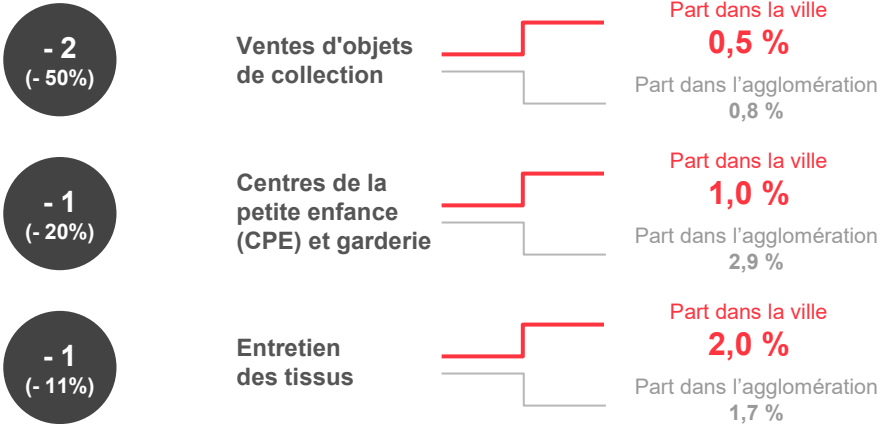 - 2
(- 50%)
Ventes d'objets
de collection
Part dans la ville
0,5 %
Part dans l’agglomération
0,8 %
- 1
(- 20%)
Centres de la
petite enfance
(CPE) et garderie
Part dans la ville
1,0 %
Part dans l’agglomération
2,9 %
- 1
(- 11%)
Entretien
des tissus
Part dans la ville
2,0 %
Part dans l’agglomération
1,7 %